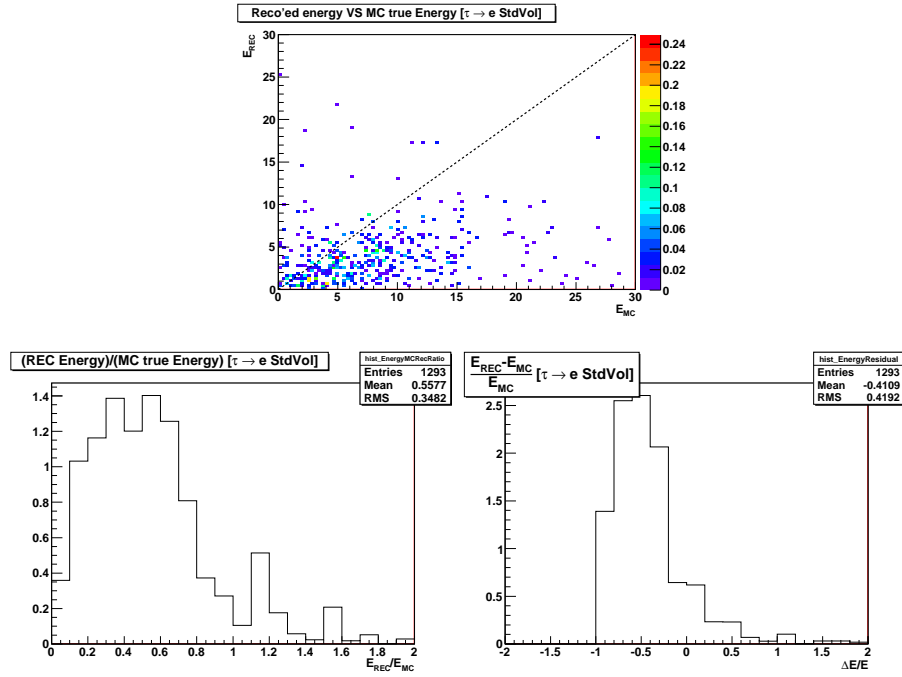 Reco'ed energy VS MC true Energy [τ → e StdVol]
E_REC
30
25
20
15
10
5
0
0 5 10 15 20 25 30
E_MC
0.24
0.22
0.2
0.18
0.16
0.14
0.12
0.1
0.08
0.06
0.04
0.02
0
(REC Energy)/(MC true Energy) [τ → e StdVol]
hist_EnergyMCRecRatio
Entries 1293
Mean 0.5577
RMS 0.3482
1.4
1.2
1
0.8
0.6
0.4
0.2
0
0 0.2 0.4 0.6 0.8 1 1.2 1.4 1.6 1.8 2
E_REC/E_MC
E_REC-E_MC
E_MC
[τ → e StdVol]
hist_EnergyResidual
Entries 1293
Mean -0.4109
RMS 0.4192
2.5
2
1.5
1
0.5
0
-2 -1.5 -1 -0.5 0 0.5 1 1.5 2
ΔE/E